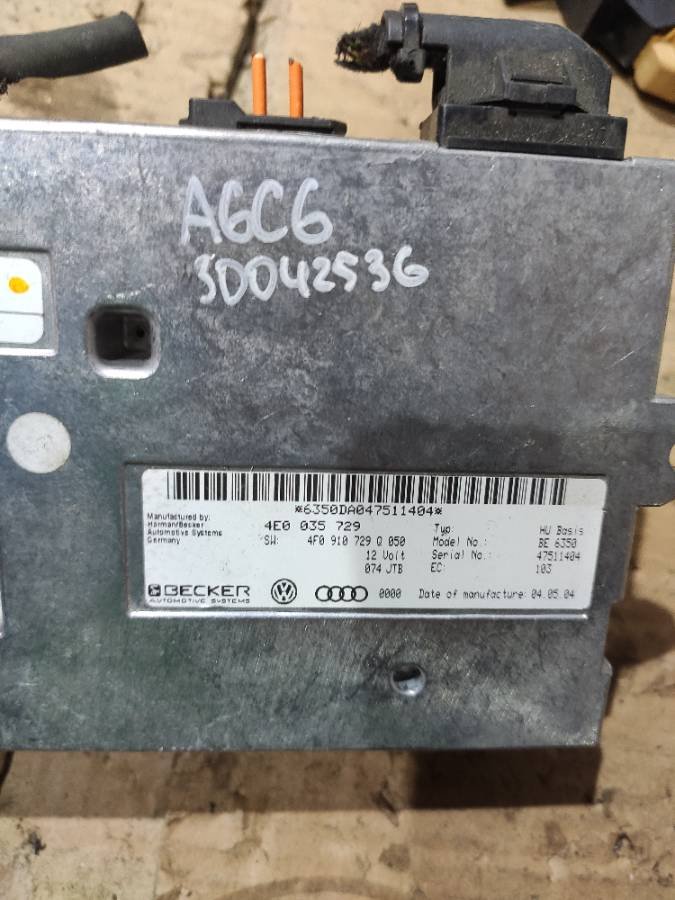 A6C6
3D042536
*6350DA047511404*
Manufactured by:
Harman/Becker
Automotive Systems
Germany
4E0 035 729
SW: 4F0 910 729 Q 050
12 Volt
074 JTB
Typ: HU Basis
Model No.: BE 6350
Serial No.: 47511404
EC: 103
BECKER
AUTOMOTIVE SYSTEMS
VW
0000 Date of manufacture: 04.05.04